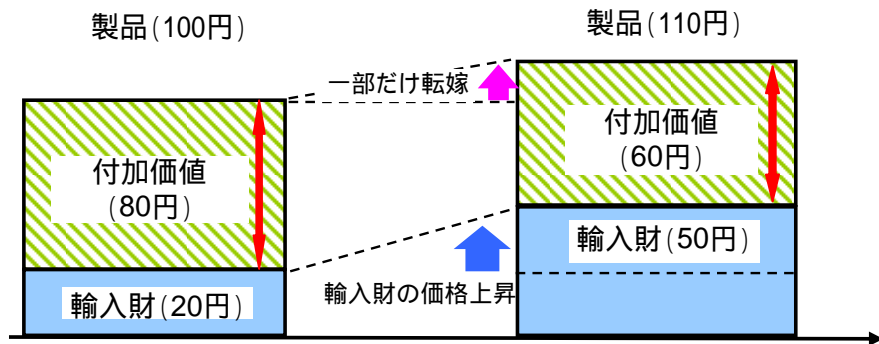 製品(100円)
製品(110円)
一部だけ転嫁
付加価値
(80円)
付加価値
(60円)
輸入財(50円)
輸入財(20円)
輸入財の価格上昇